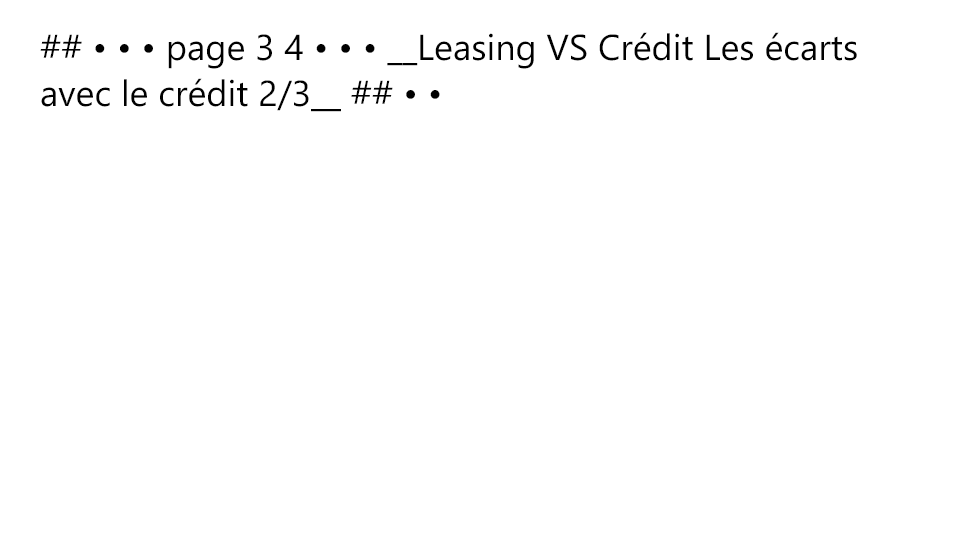 ## • • • page 3 4 • • • __Leasing VS Crédit Les écarts
avec le crédit 2/3__ ## • •